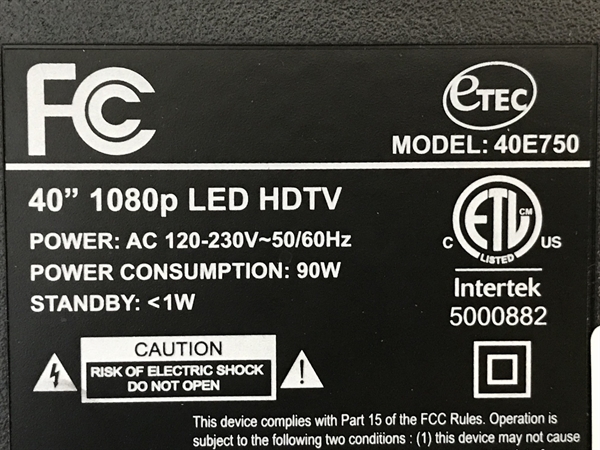 FC
eTEC
MODEL: 40E750
40” 1080p LED HDTV
POWER: AC 120-230V~50/60Hz
POWER CONSUMPTION: 90W
STANDBY: <1W
ETL CM
C LISTED US
Intertek
5000882
CAUTION
RISK OF ELECTRIC SHOCK
DO NOT OPEN
This device complies with Part 15 of the FCC Rules. Operation is
subject to the following two conditions : (1) this device may not cause